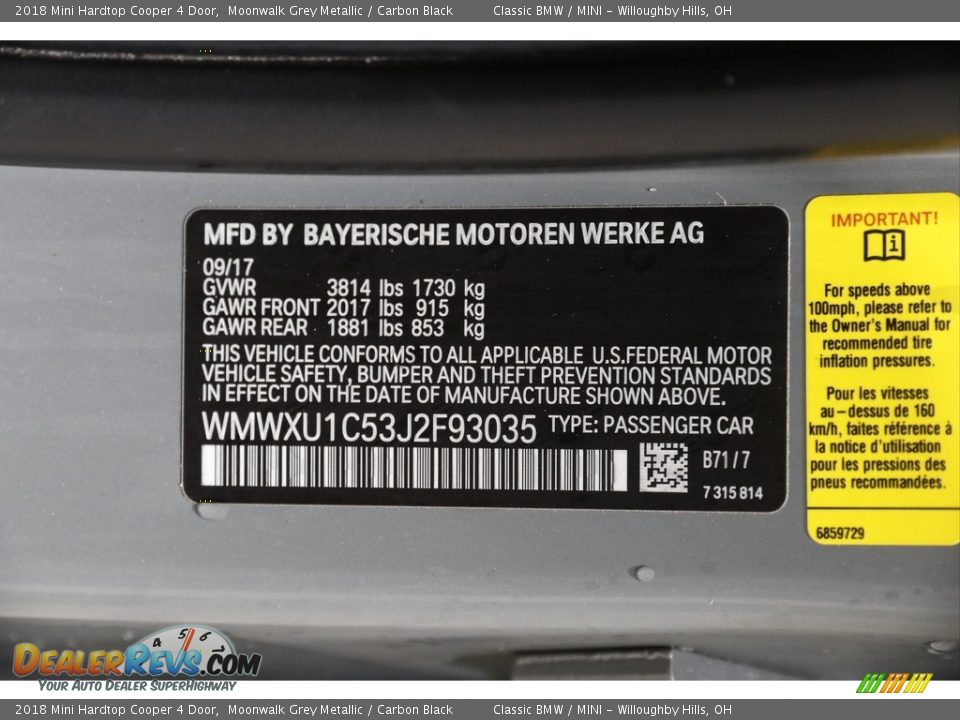 2018 Mini Hardtop Cooper 4 Door, Moonwalk Grey Metallic / Carbon Black Classic BMW / MINI - Willoughby Hills, OH
MFD BY BAYERISCHE MOTOREN WERKE AG
09/17
GVWR 3814 lbs 1730 kg
GAWR FRONT 2017 lbs 915 kg
GAWR REAR 1881 lbs 853 kg
THIS VEHICLE CONFORMS TO ALL APPLICABLE U.S.FEDERAL MOTOR
VEHICLE SAFETY, BUMPER AND THEFT PREVENTION STANDARDS
IN EFFECT ON THE DATE OF MANUFACTURE SHOWN ABOVE.
WMWXU1C53J2F93035 TYPE: PASSENGER CAR
B71/7
7315814
IMPORTANT!
i
For speeds above
100mph, please refer to
the Owner's Manual for
recommended tire
inflation pressures.
Pour les vitesses
au-dessus de 160
km/h, faites référence à
la notice d'utilisation
pour les pressions des
pneus recommandées.
6859729
4 5 6 7
DealerRevs.com
Your Auto Dealer SuperHighway
2018 Mini Hardtop Cooper 4 Door, Moonwalk Grey Metallic / Carbon Black Classic BMW / MINI - Willoughby Hills, OH